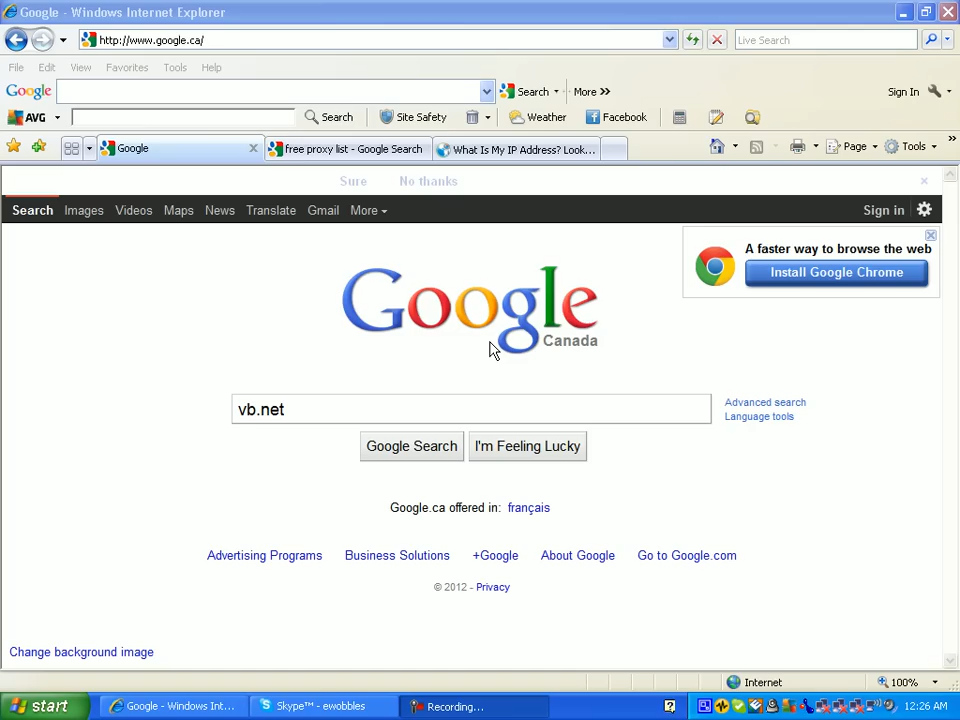 Google - Windows Internet Explorer
http://www.google.ca/
Live Search
File Edit View Favorites Tools Help
Google Search More >> Sign In
AVG Search Site Safety Weather Facebook
Google free proxy list - Google Search What Is My IP Address? Look... Page Tools »
Sure No thanks
Search Images Videos Maps News Translate Gmail More Sign in
A faster way to browse the web
Install Google Chrome
Google
Canada
vb.net
Advanced search
Language tools
Google Search I'm Feeling Lucky
Google.ca offered in: français
Advertising Programs Business Solutions +Google About Google Go to Google.com
© 2012 - Privacy
Change background image
Internet 100%
start Google - Windows Int... Skype™ - ewobbles Recording... 12:26 AM